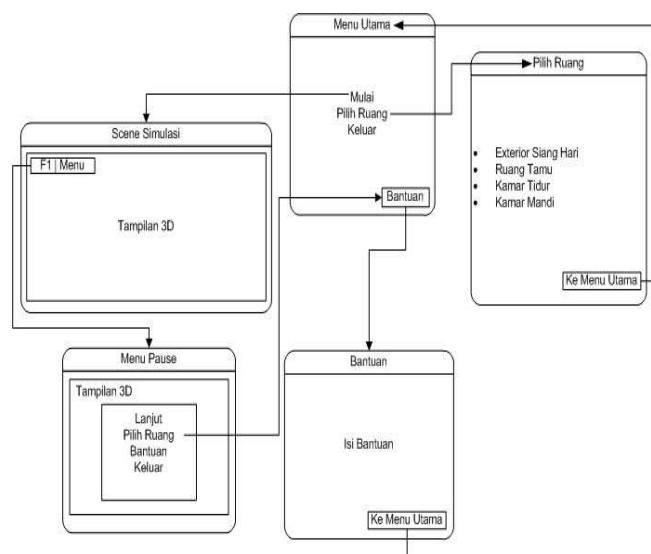 Menu Utama
Mulai
Pilih Ruang
Keluar
Bantuan
Pilih Ruang
Exterior Siang Hari
Ruang Tamu
Kamar Tidur
Kamar Mandi
Ke Menu Utama
Scene Simulasi
F1 | Menu
Tampilan 3D
Menu Pause
Tampilan 3D
Lanjut
Pilih Ruang
Bantuan
Keluar
Bantuan
Isi Bantuan
Ke Menu Utama